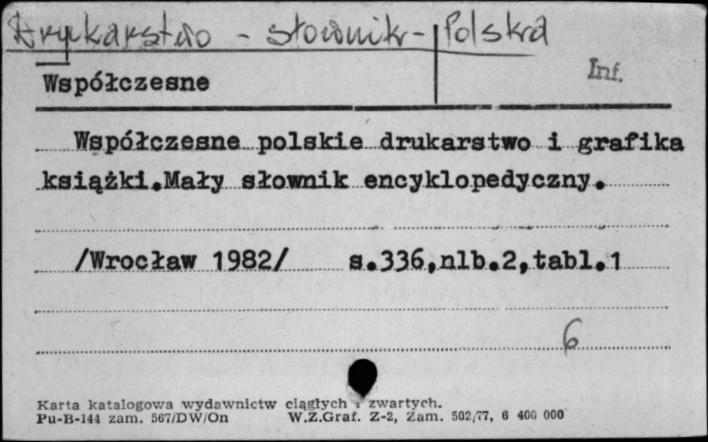 Drukarstwo - słownik - Polska
Współczesne
Inf.
Współczesne polskie drukarstwo i grafika
książki.Mały słownik encyklopedyczny.
/Wrocław 1982/ s.336,nlb.2,tabl.1
6
Karta katalogowa wydawnictw ciągłych i zwartych.
Pu-B-144 zam. 567/DW/On W.Z.Graf. Z-2, Zam. 502/77, 6 400 000